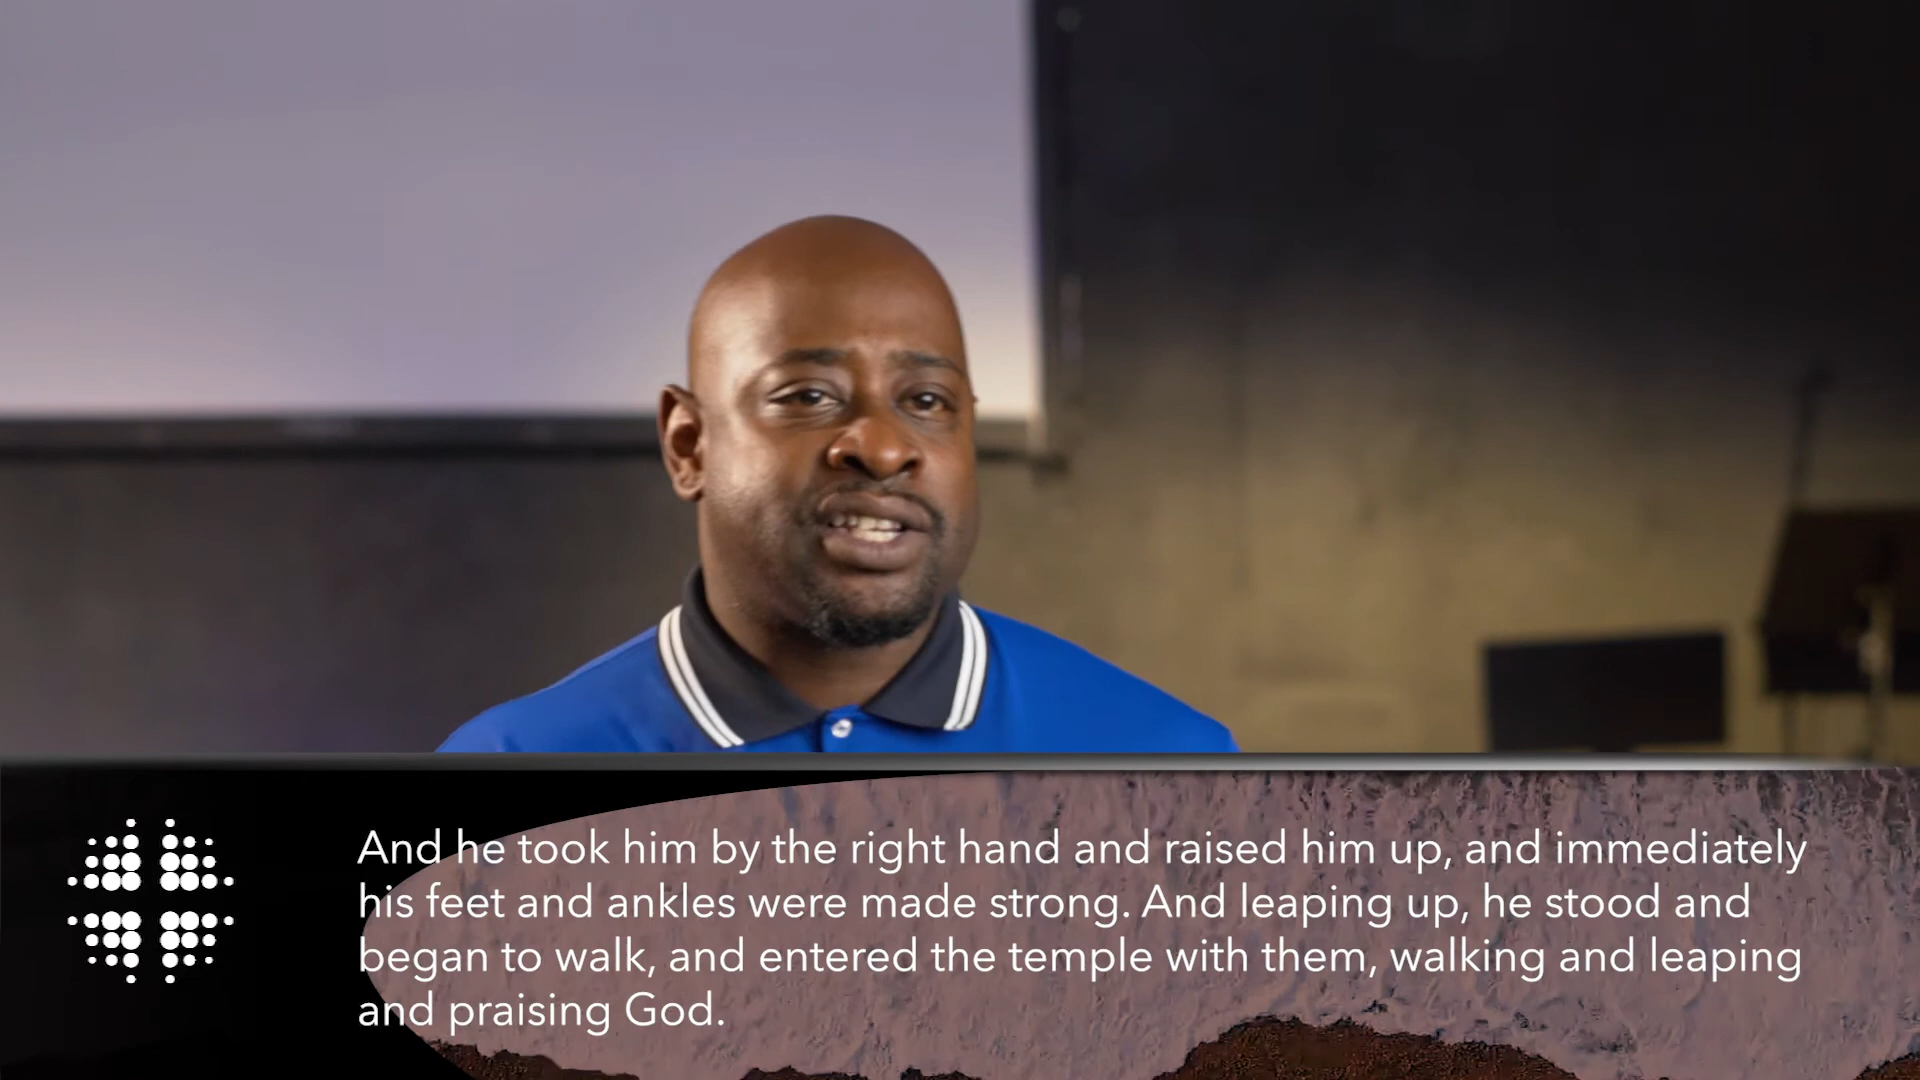 And he took him by the right hand and raised him up, and immediately
his feet and ankles were made strong. And leaping up, he stood and
began to walk, and entered the temple with them, walking and leaping
and praising God.